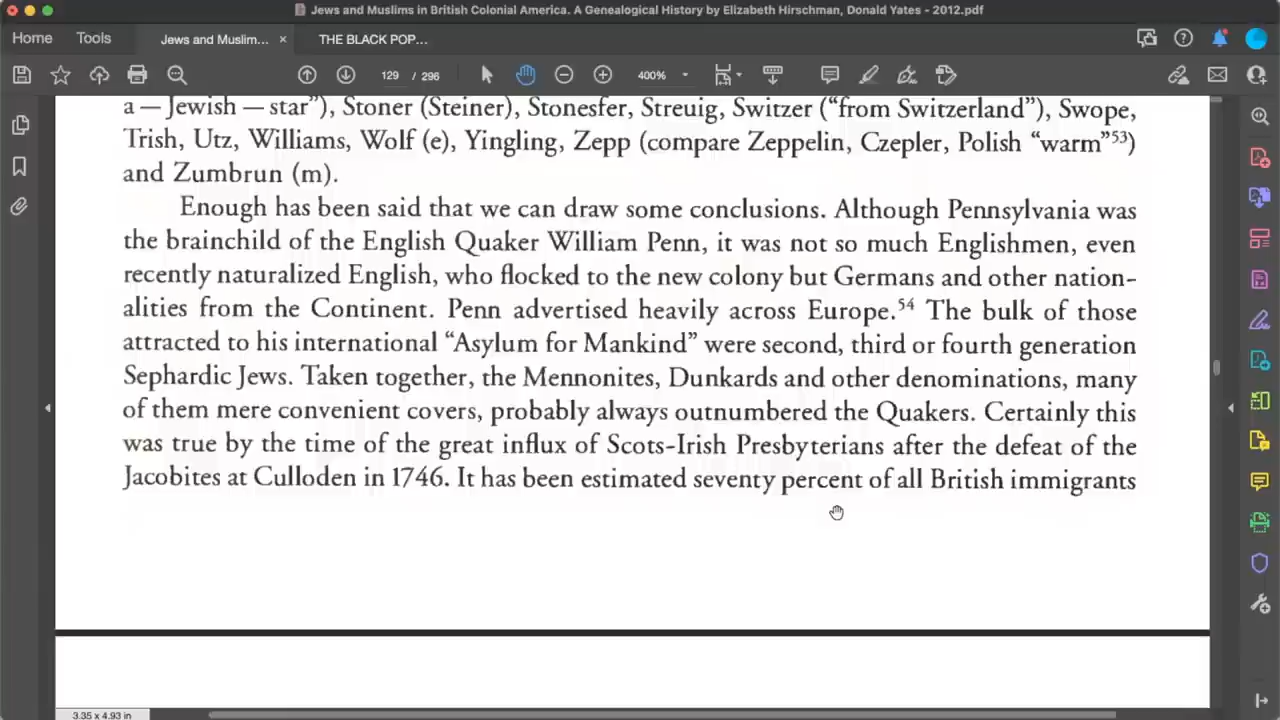 Jews and Muslims in British Colonial America. A Genealogical History by Elizabeth Hirschman, Donald Yates - 2012.pdf
Home Tools Jews and Muslim... × THE BLACK POP...
129 / 296 400%
a — Jewish — star”), Stoner (Steiner), Stonesfer, Streuig, Switzer (“from Switzerland”), Swope,
Trish, Utz, Williams, Wolf (e), Yingling, Zepp (compare Zeppelin, Czepler, Polish “warm”53)
and Zumbrun (m).
Enough has been said that we can draw some conclusions. Although Pennsylvania was
the brainchild of the English Quaker William Penn, it was not so much Englishmen, even
recently naturalized English, who flocked to the new colony but Germans and other nation-
alities from the Continent. Penn advertised heavily across Europe.54 The bulk of those
attracted to his international “Asylum for Mankind” were second, third or fourth generation
Sephardic Jews. Taken together, the Mennonites, Dunkards and other denominations, many
of them mere convenient covers, probably always outnumbered the Quakers. Certainly this
was true by the time of the great influx of Scots-Irish Presbyterians after the defeat of the
Jacobites at Culloden in 1746. It has been estimated seventy percent of all British immigrants
3.35 x 4.93 in